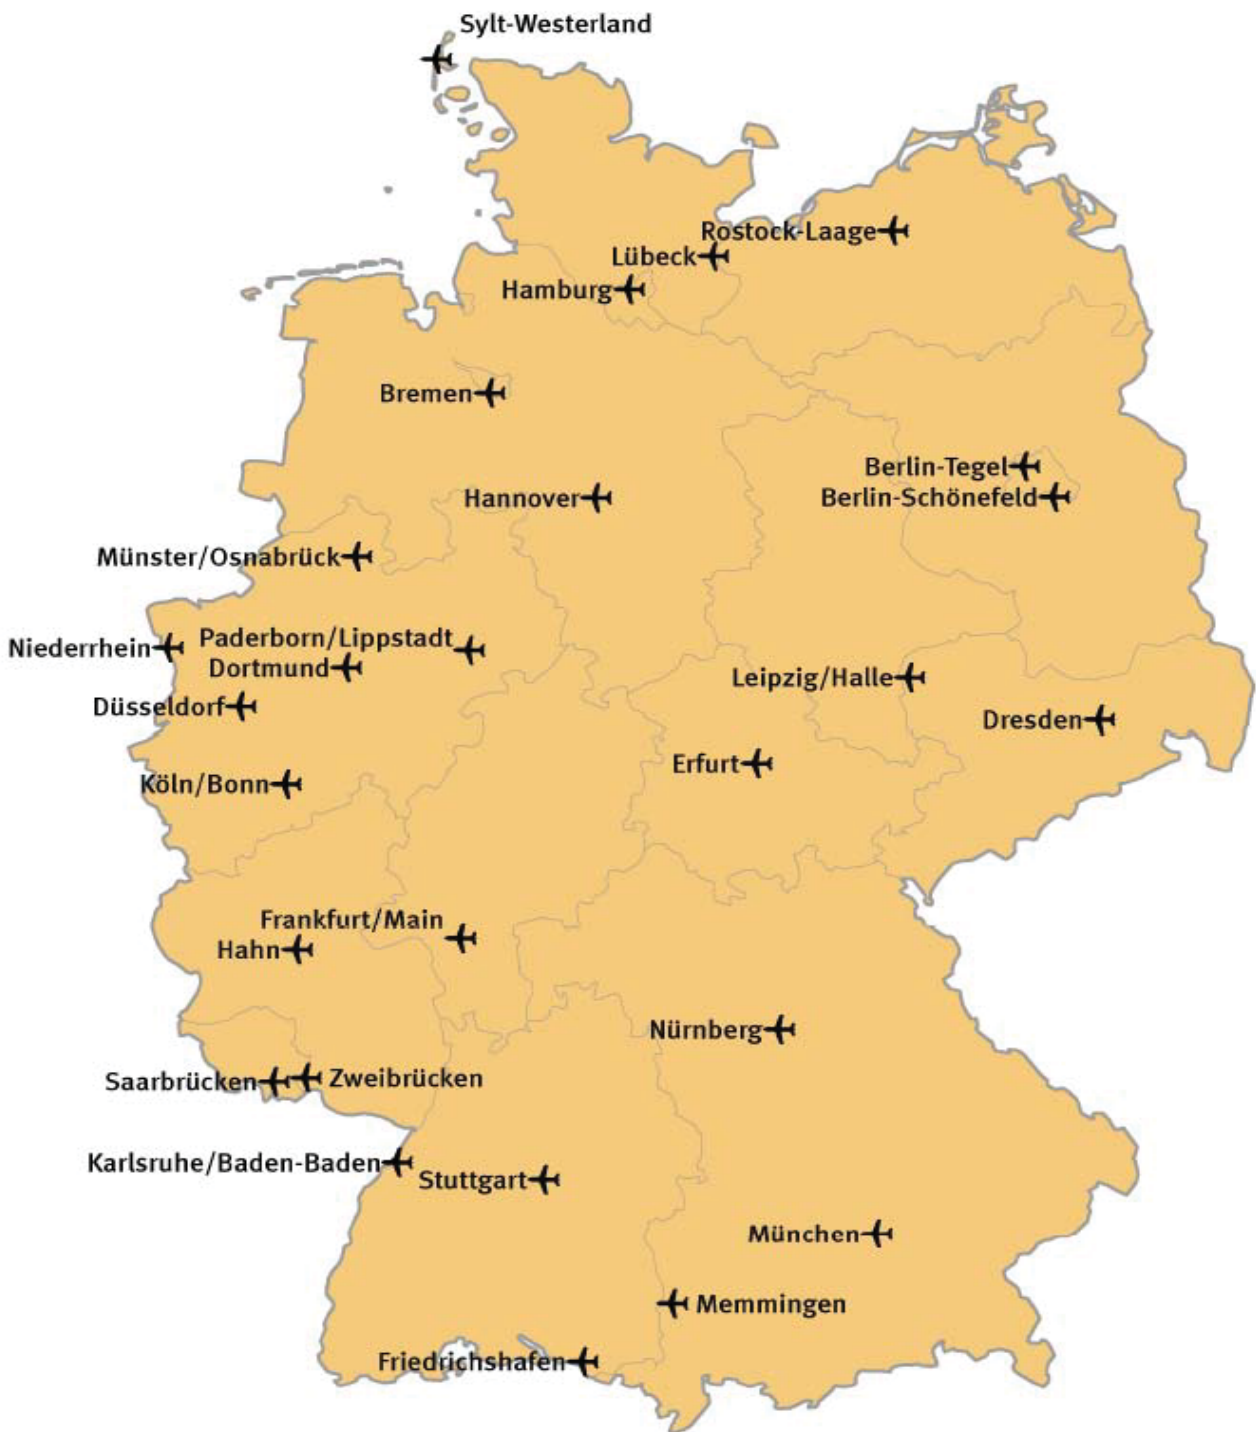 Sylt-Westerland
Rostock-Laage
Lübeck
Hamburg
Bremen
Berlin-Tegel
Berlin-Schönefeld
Hannover
Münster/Osnabrück
Paderborn/Lippstadt
Niederrhein
Dortmund
Leipzig/Halle
Düsseldorf
Dresden
Erfurt
Köln/Bonn
Frankfurt/Main
Hahn
Nürnberg
Saarbrücken
Zweibrücken
Karlsruhe/Baden-Baden
Stuttgart
München
Memmingen
Friedrichshafen